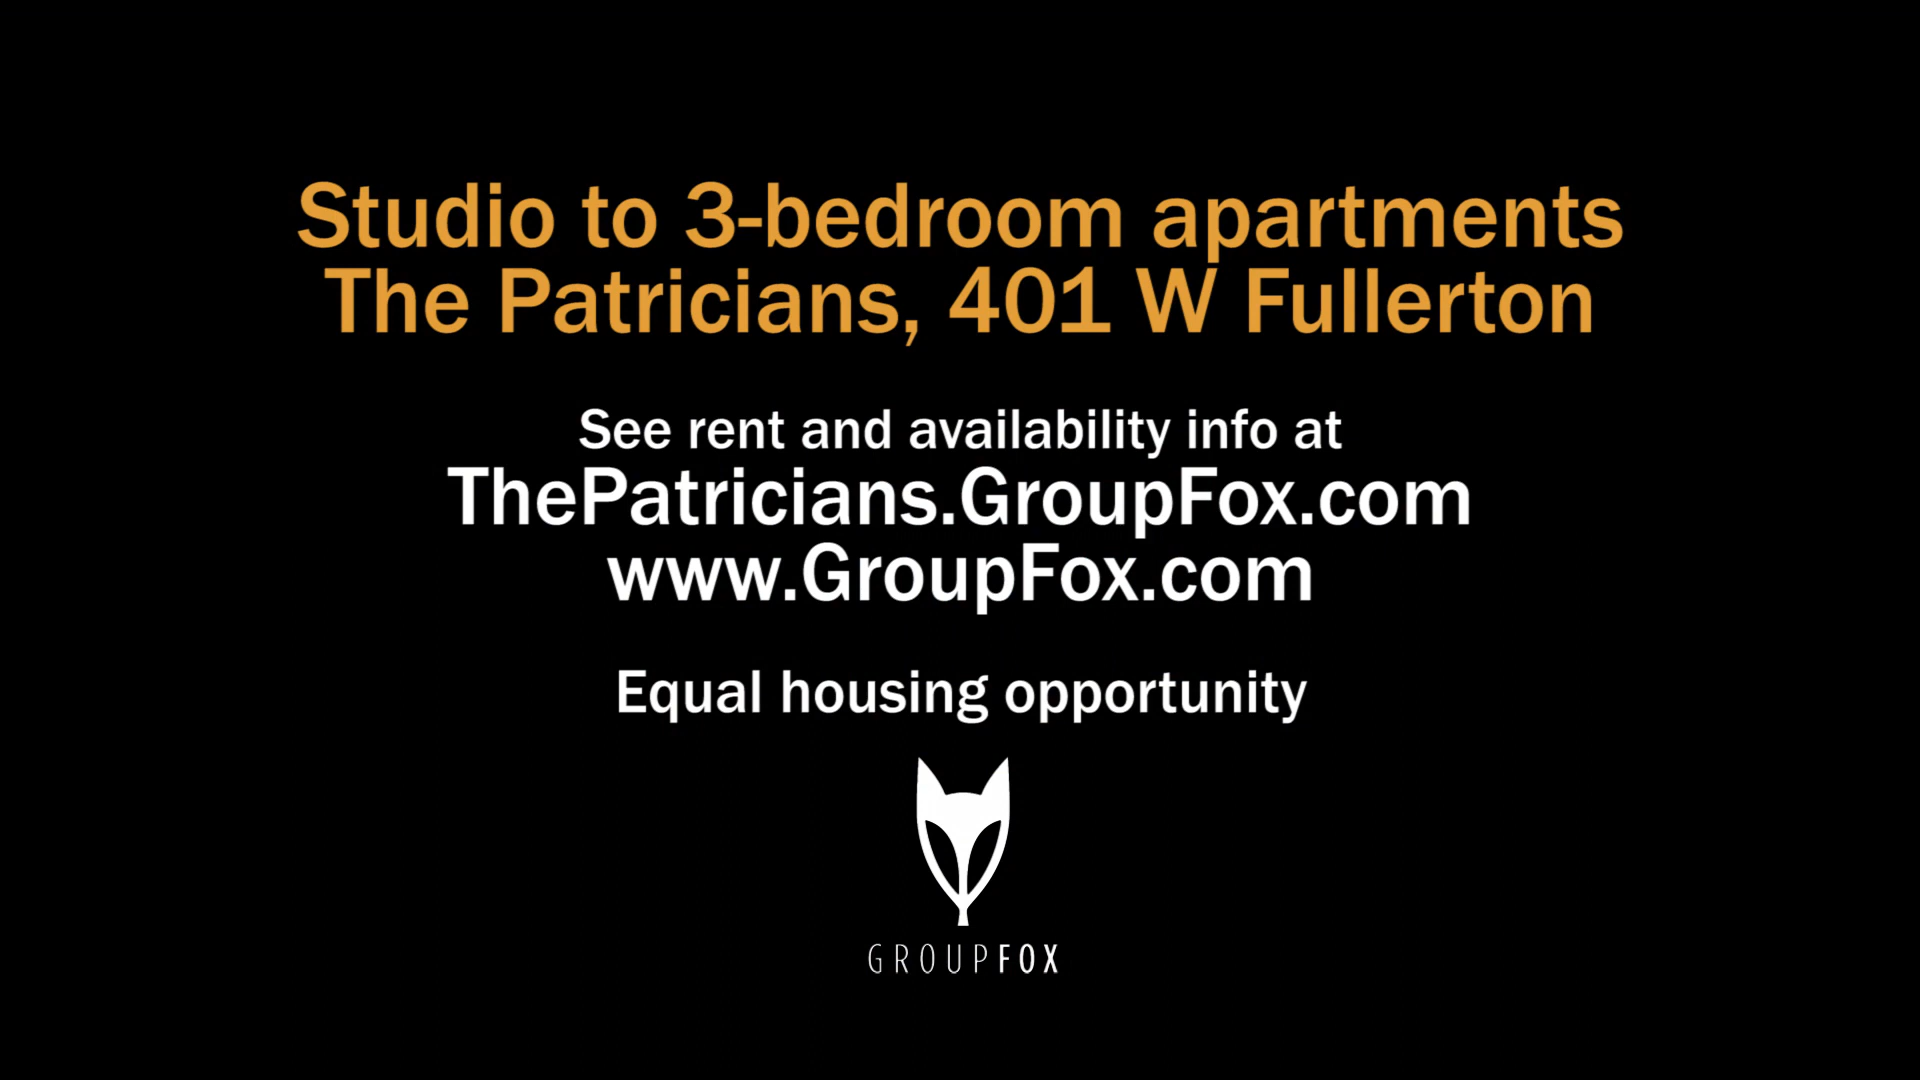 Studio to 3-bedroom apartments
The Patricians, 401 W Fullerton
See rent and availability info at
ThePatricians.GroupFox.com
www.GroupFox.com
Equal housing opportunity
GROUPFOX